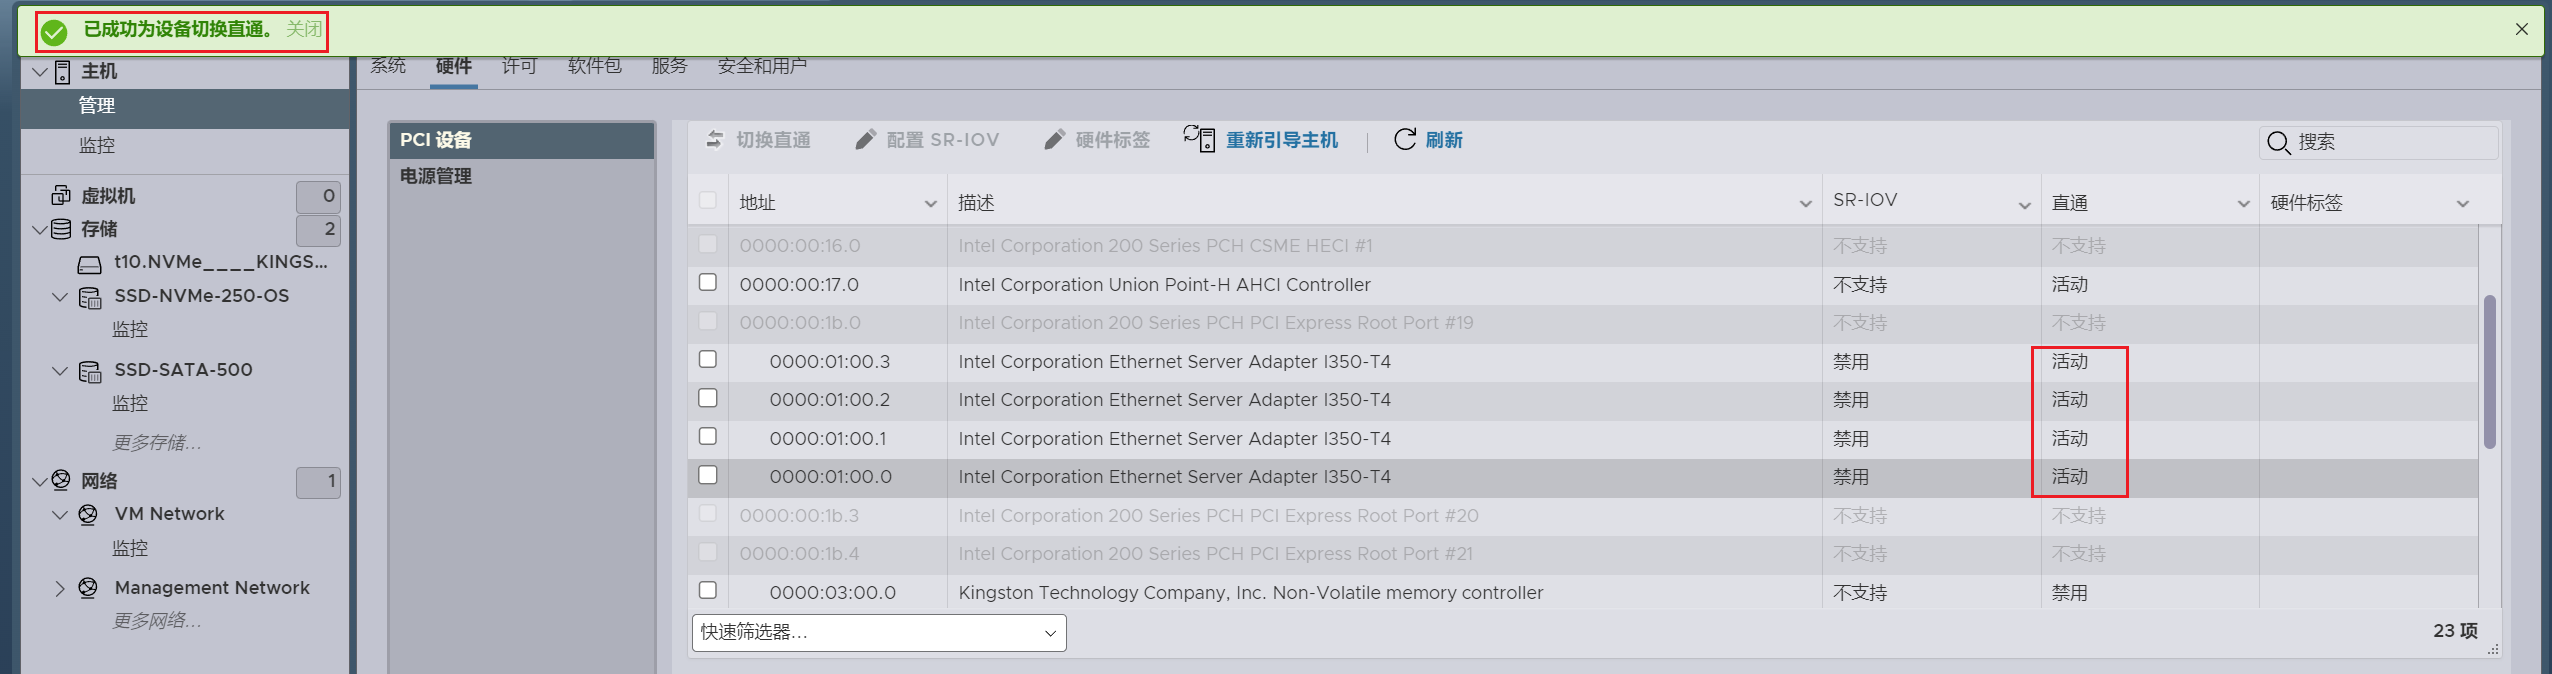 已成功为设备切换直通。 关闭
主机
管理
监控
虚拟机 0
存储 2
t10.NVMe____KINGS...
SSD-NVMe-250-OS
监控
SSD-SATA-500
监控
更多存储...
网络 1
VM Network
监控
Management Network
更多网络...
系统 硬件 许可 软件包 服务 安全和用户
PCI 设备
电源管理
切换直通 配置 SR-IOV 硬件标签 重新引导主机 刷新 搜索
地址 描述 SR-IOV 直通 硬件标签
0000:00:16.0 Intel Corporation 200 Series PCH CSME HECI #1 不支持 不支持
0000:00:17.0 Intel Corporation Union Point-H AHCI Controller 不支持 活动
0000:00:1b.0 Intel Corporation 200 Series PCH PCI Express Root Port #19 不支持 不支持
0000:01:00.3 Intel Corporation Ethernet Server Adapter I350-T4 禁用 活动
0000:01:00.2 Intel Corporation Ethernet Server Adapter I350-T4 禁用 活动
0000:01:00.1 Intel Corporation Ethernet Server Adapter I350-T4 禁用 活动
0000:01:00.0 Intel Corporation Ethernet Server Adapter I350-T4 禁用 活动
0000:00:1b.3 Intel Corporation 200 Series PCH PCI Express Root Port #20 不支持 不支持
0000:00:1b.4 Intel Corporation 200 Series PCH PCI Express Root Port #21 不支持 不支持
0000:03:00.0 Kingston Technology Company, Inc. Non-Volatile memory controller 不支持 禁用
快速筛选器... 23 项